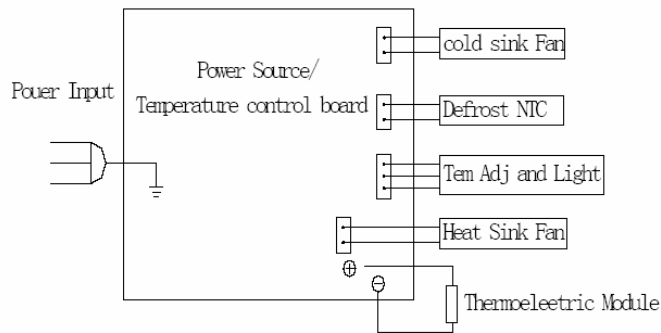 cold sink Fan
Power Source/
Pouer Input
Temperature control board
Defrost NTC
Tem Adj and Light
Heat Sink Fan
Thermoeleetric Module